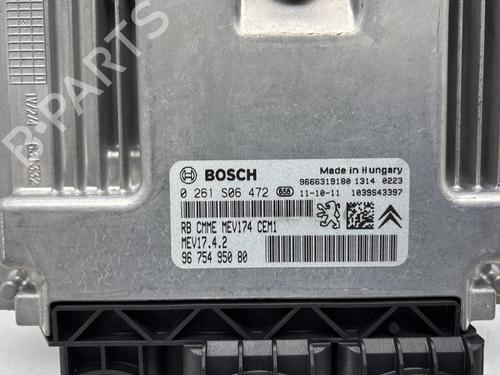 BOSCH
Made in Hungary
9666319180 1314 0223
0 261 S06 472 658 11-10-11 1039S43397
RB CMME MEV174 CEM1
MEV17.4.2
96 754 950 80
B-PARTS